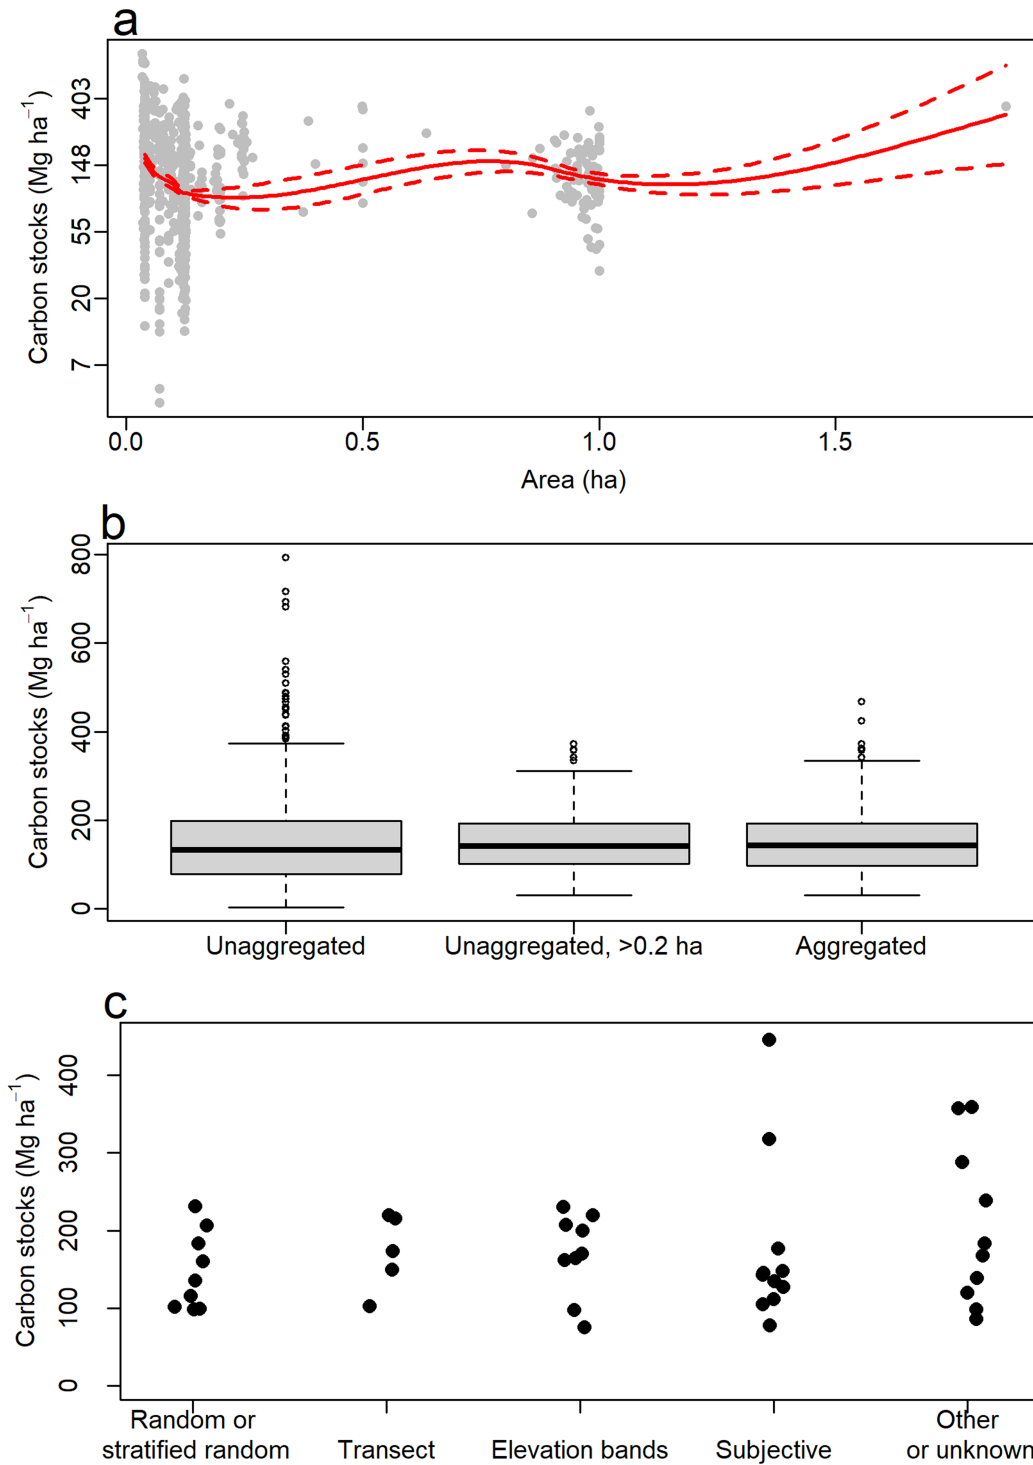 a
Carbon stocks (Mg ha⁻¹)
403
148
55
20
7
0.0 0.5 1.0 1.5
Area (ha)
b
Carbon stocks (Mg ha⁻¹)
800
600
400
200
0
Unaggregated Unaggregated, >0.2 ha Aggregated
c
Carbon stocks (Mg ha⁻¹)
400
300
200
100
0
Random or
stratified random
Transect
Elevation bands
Subjective
Other
or unknown